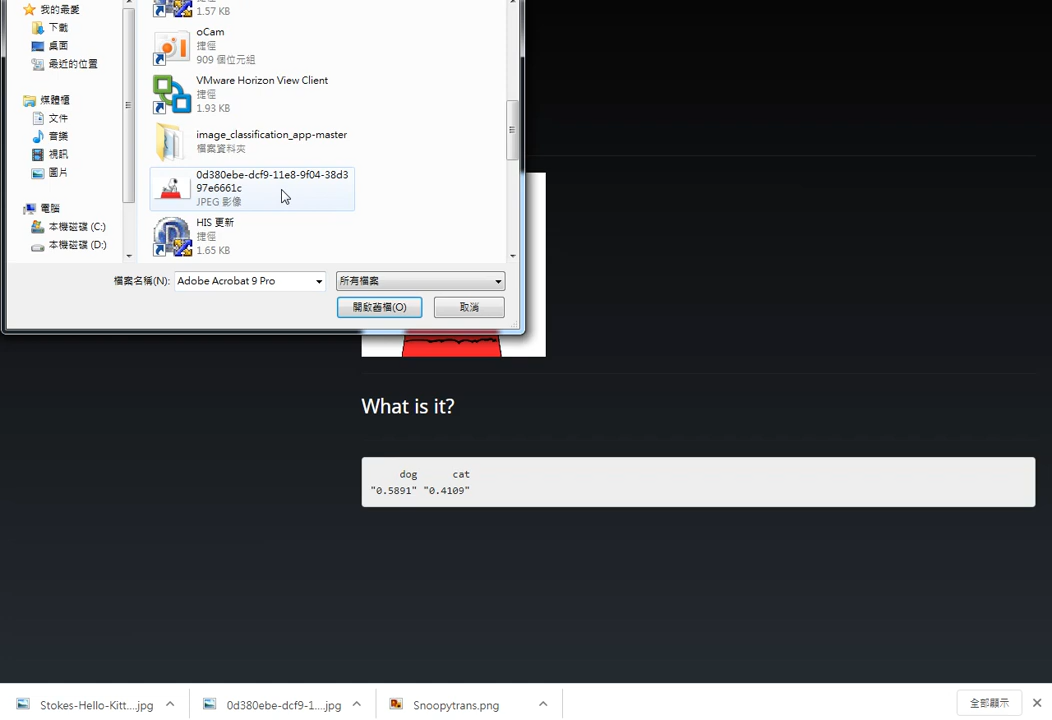 我的最愛
下載
桌面
最近的位置
媒體櫃
文件
音樂
視訊
圖片
電腦
本機磁碟 (C:)
本機磁碟 (D:)
1.57 KB
oCam
捷徑
909 個位元組
VMware Horizon View Client
捷徑
1.93 KB
image_classification_app-master
檔案資料夾
0d380ebe-dcf9-11e8-9f04-38d3
97e6661c
JPEG 影像
HIS 更新
捷徑
1.65 KB
檔案名稱(N): Adobe Acrobat 9 Pro 所有檔案
開啟舊檔(O) 取消
What is it?
dog cat
"0.5891" "0.4109"
Stokes-Hello-Kitt....jpg 0d380ebe-dcf9-1....jpg Snoopytrans.png 全部顯示